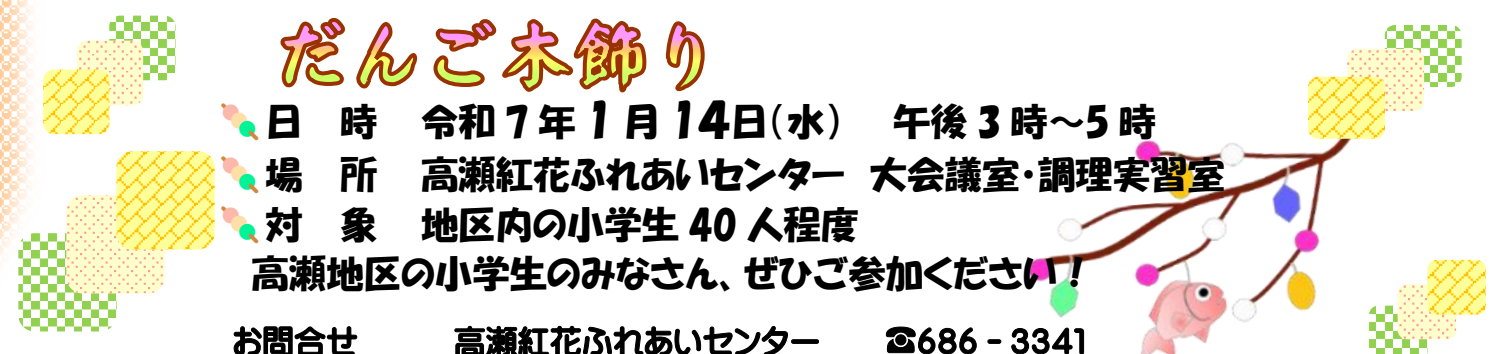 だんご木飾り
日　時　令和７年１月14日(水)　午後３時～5時
場　所　高瀬紅花ふれあいセンター　大会議室・調理実習室
対　象　地区内の小学生 40 人程度
高瀬地区の小学生のみなさん、ぜひご参加ください！
お問合せ　高瀬紅花ふれあいセンター　☎686‐3341